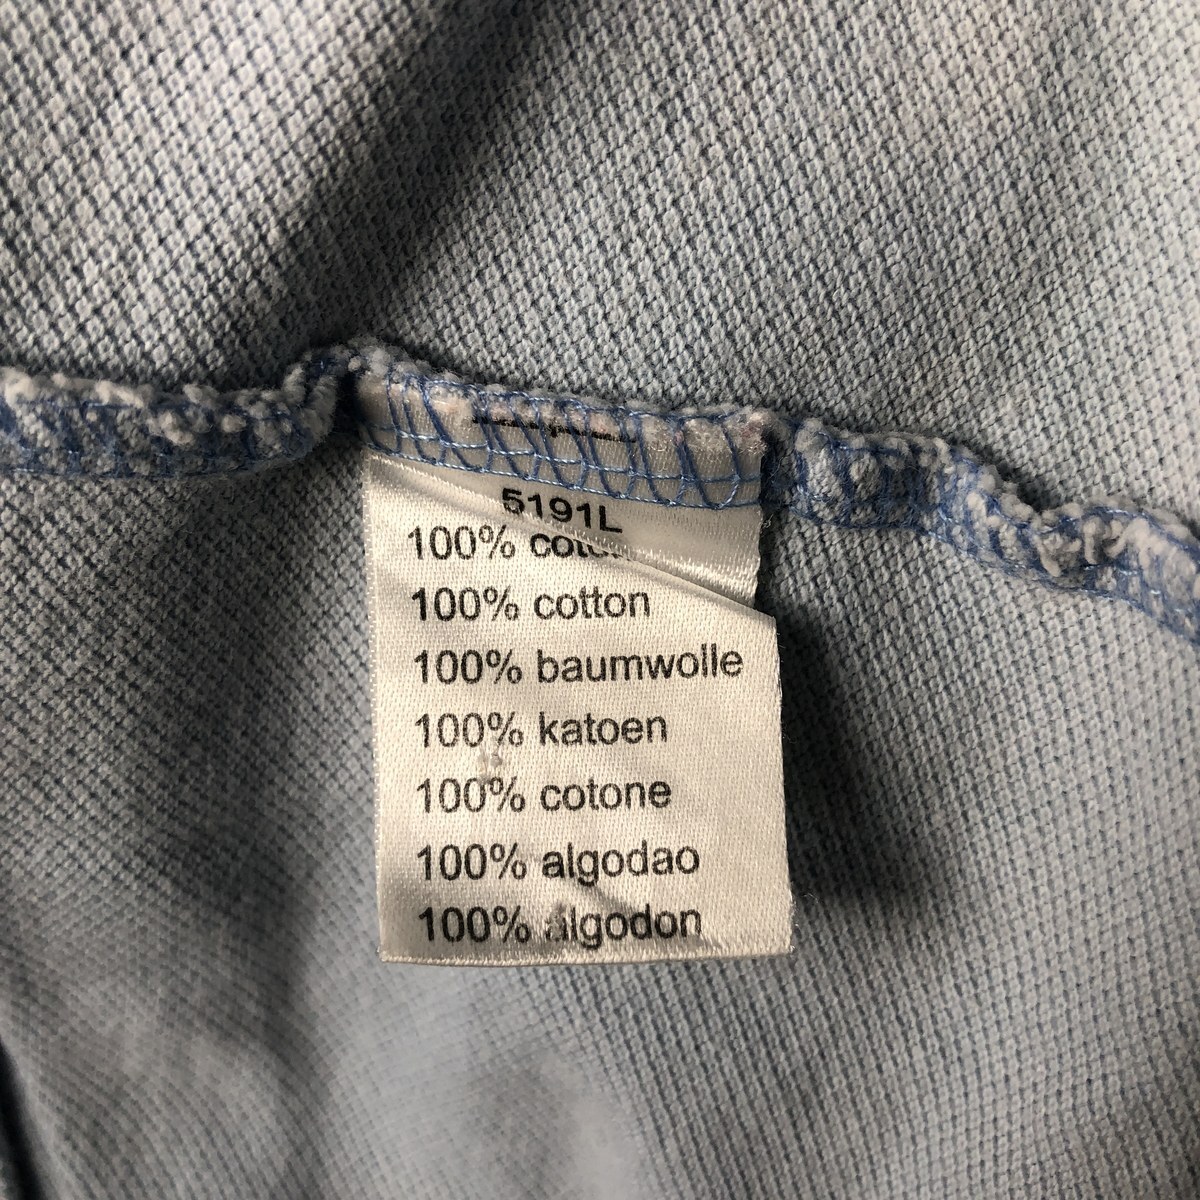 5191L
100%
100% cotton
100% baumwolle
100% katoen
100% cotone
100% algodao
100% algodon